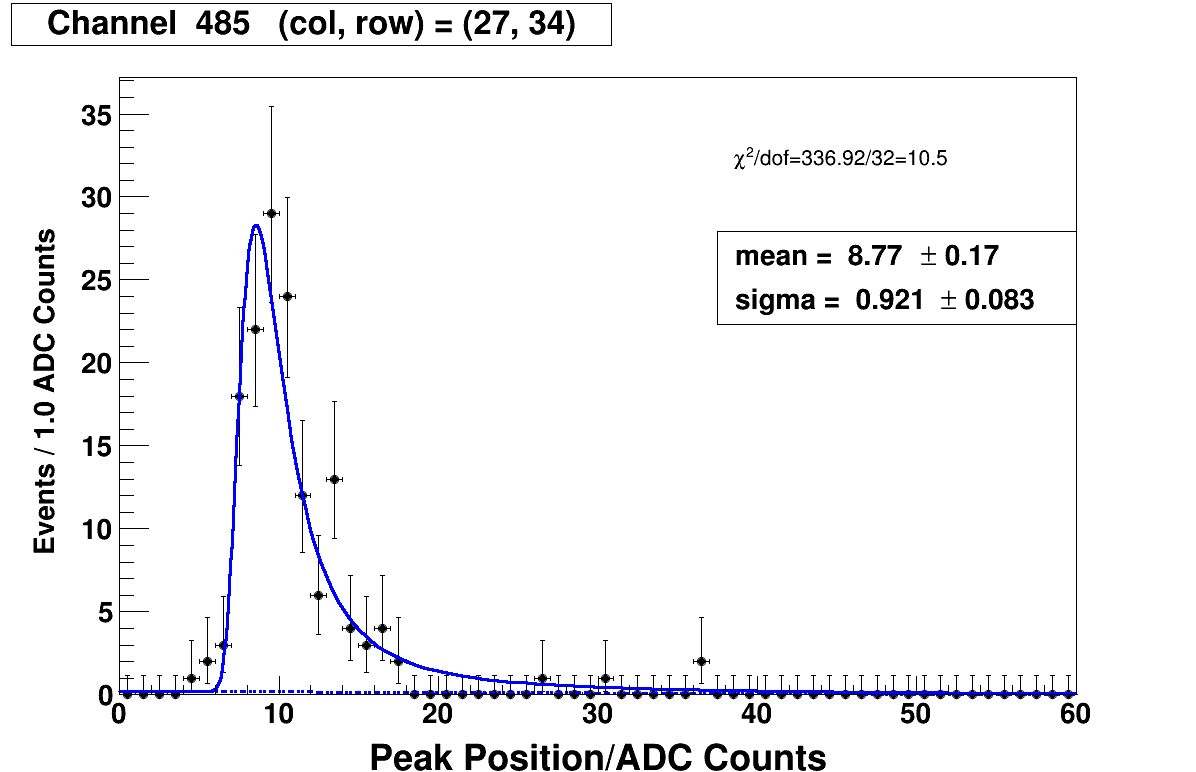 Channel 485 (col, row) = (27, 34)
35
χ²/dof=336.92/32=10.5
30
mean = 8.77 ± 0.17
25
sigma = 0.921 ± 0.083
20
15
10
5
0
Events / 1.0 ADC Counts
0 10 20 30 40 50 60
Peak Position/ADC Counts